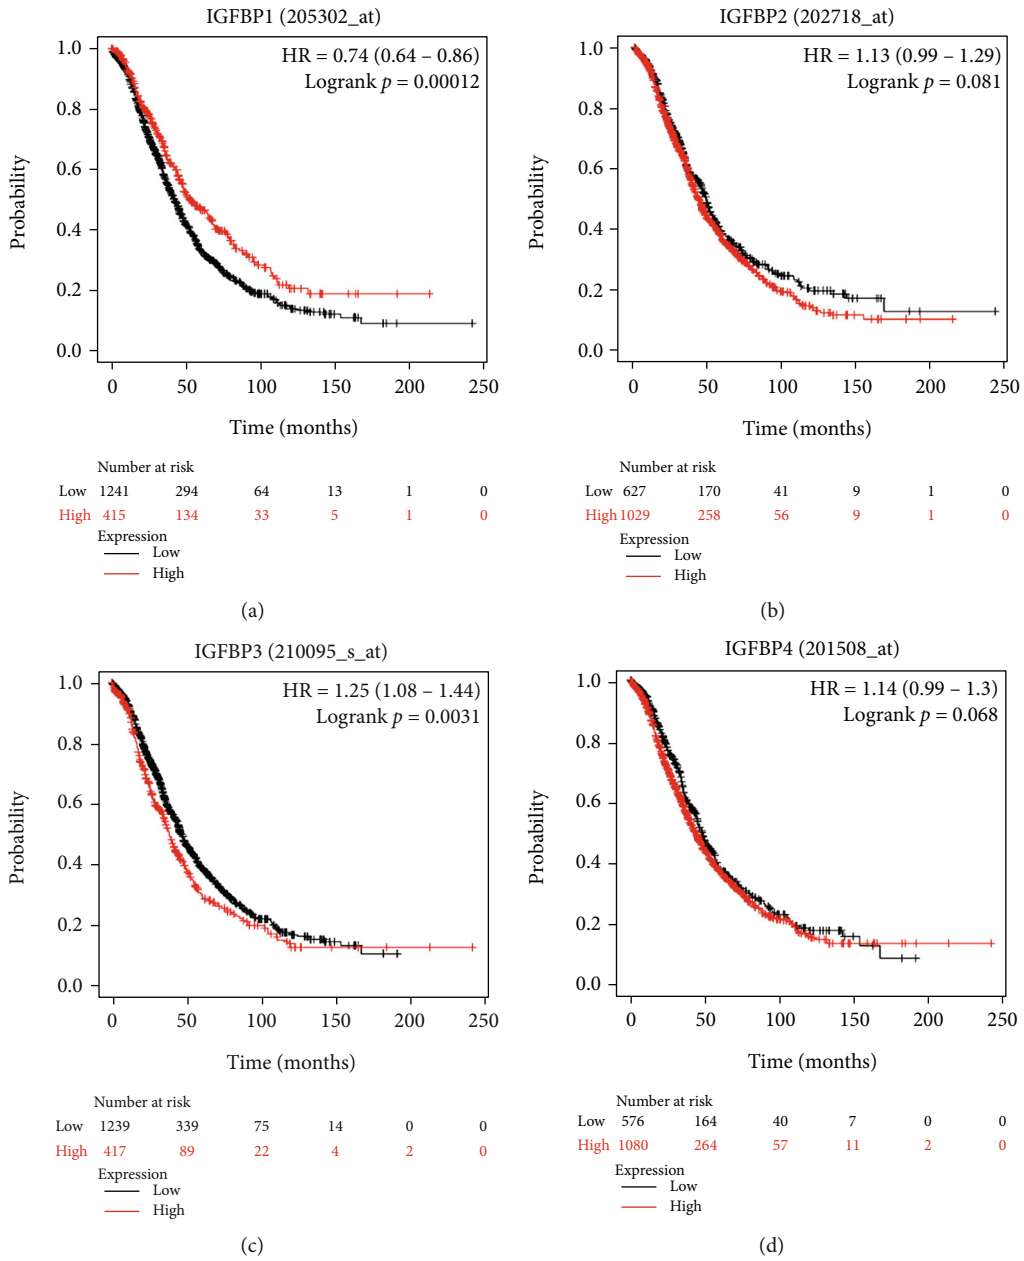 IGFBP1 (205302_at)
HR = 0.74 (0.64 – 0.86)
Logrank p = 0.00012
1.0
0.8
0.6
0.4
0.2
0.0
Probability
0 50 100 150 200 250
Time (months)
Number at risk
Low 1241 294 64 13 1 0
High 415 134 33 5 1 0
Expression
Low
High
(a)
IGFBP2 (202718_at)
HR = 1.13 (0.99 – 1.29)
Logrank p = 0.081
1.0
0.8
0.6
0.4
0.2
0.0
Probability
0 50 100 150 200 250
Time (months)
Number at risk
Low 627 170 41 9 1 0
High 1029 258 56 9 1 0
Expression
Low
High
(b)
IGFBP3 (210095_s_at)
HR = 1.25 (1.08 – 1.44)
Logrank p = 0.0031
1.0
0.8
0.6
0.4
0.2
0.0
Probability
0 50 100 150 200 250
Time (months)
Number at risk
Low 1239 339 75 14 0 0
High 417 89 22 4 2 0
Expression
Low
High
(c)
IGFBP4 (201508_at)
HR = 1.14 (0.99 – 1.3)
Logrank p = 0.068
1.0
0.8
0.6
0.4
0.2
0.0
Probability
0 50 100 150 200 250
Time (months)
Number at risk
Low 576 164 40 7 0 0
High 1080 264 57 11 2 0
Expression
Low
High
(d)